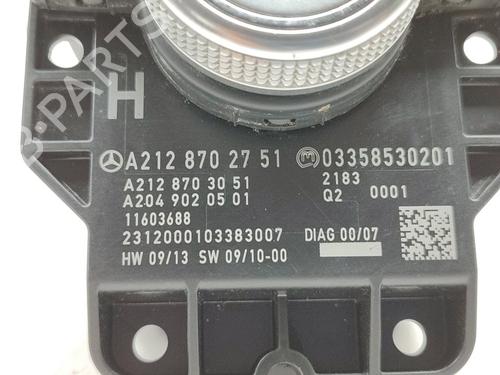 B-PARTS
H
A212 870 27 51 M 03358530201
A212 870 30 51 2183
A204 902 05 01 Q2 0001
11603688
2312000103383007 DIAG 00/07
HW 09/13 SW 09/10-00